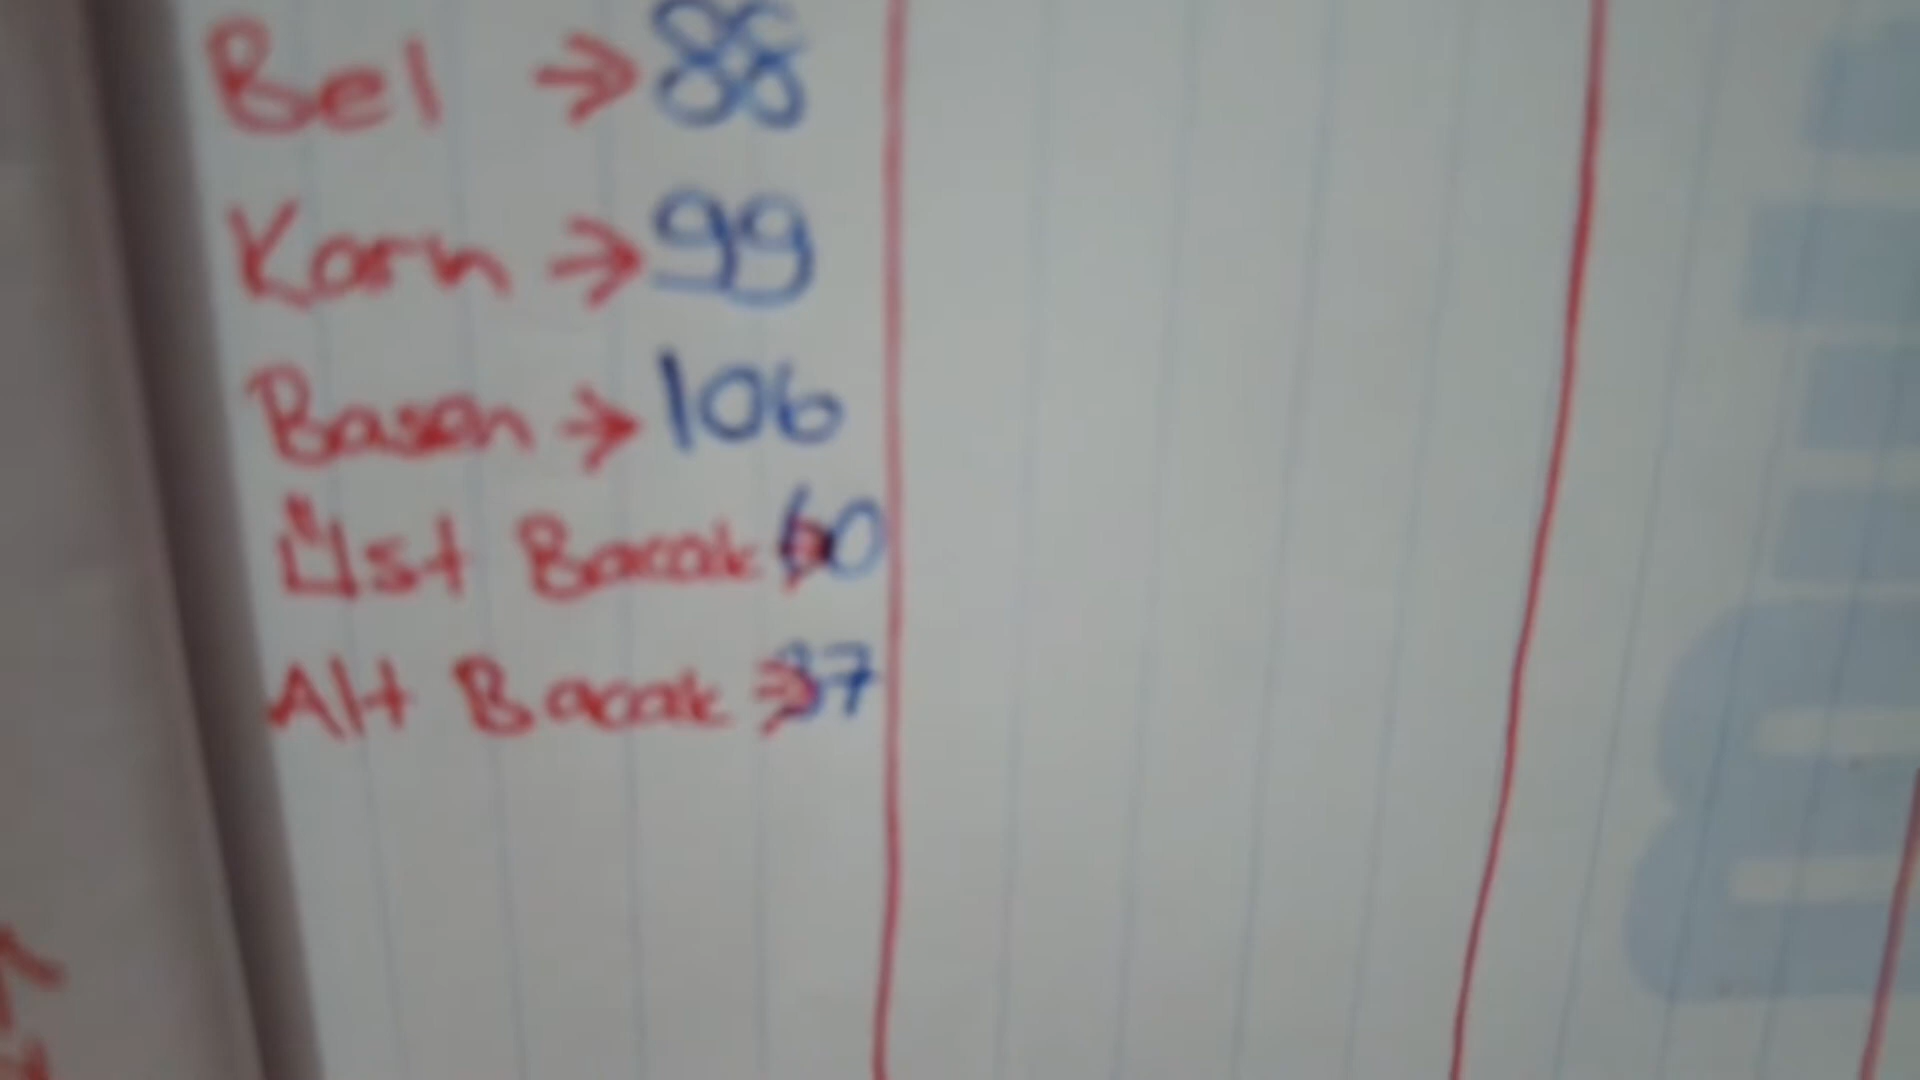 Bel → 88
Karın → 99
Basen → 106
Üst Bacak → 60
Alt Bacak → 37